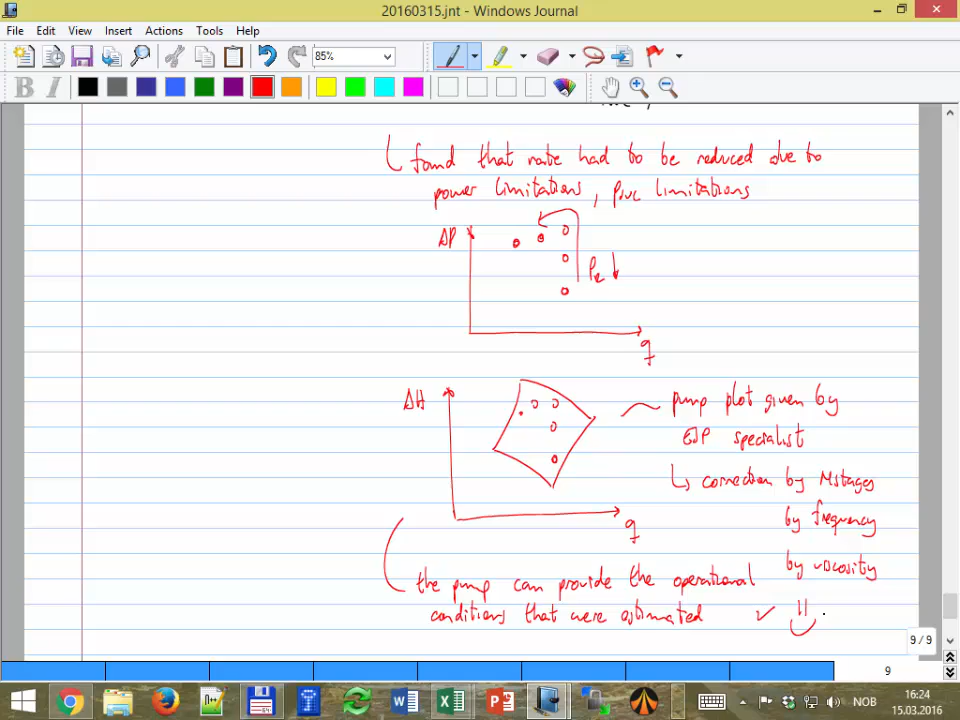 20160315.jnt - Windows Journal
File Edit View Insert Actions Tools Help
85%
B I
found that rate had to be reduced due to
power limitations, Pwc limitations
ΔP
q
ΔH
pump plot given by
ESP specialist
correction by Nstages
by frequency
by viscosity
q
the pump can provide the operational
conditions that were estimated ✓
9 / 9
9
NOB
16:24
15.03.2016